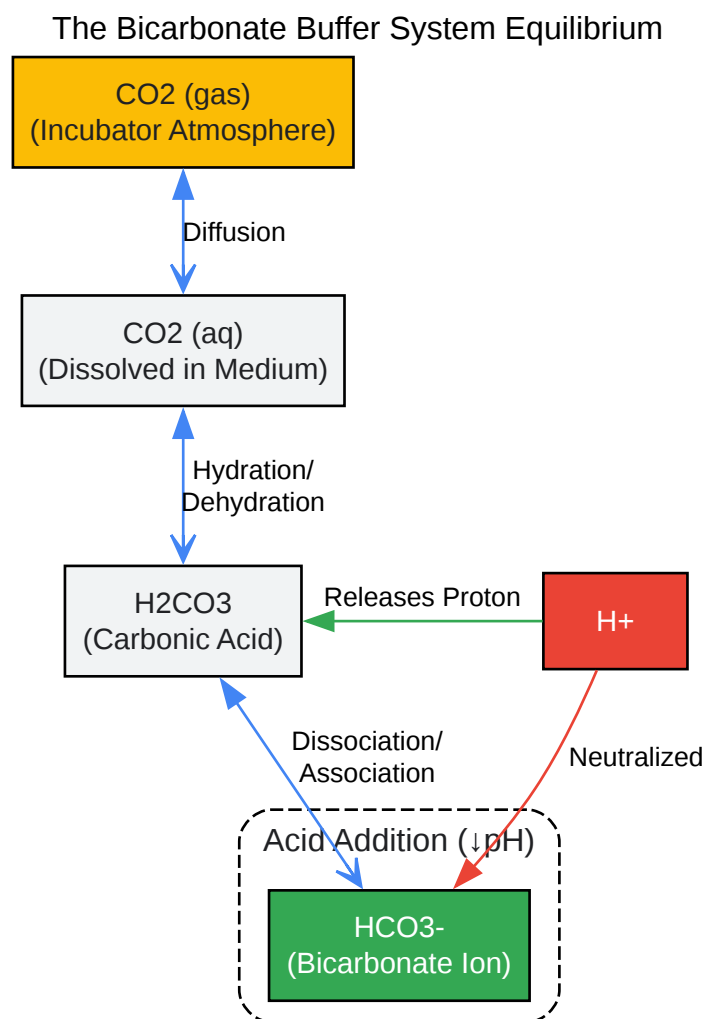 The Bicarbonate Buffer System Equilibrium
CO2 (gas)
(Incubator Atmosphere)
Diffusion
CO2 (aq)
(Dissolved in Medium)
Hydration/
Dehydration
H2CO3
(Carbonic Acid)
Releases Proton
H+
Dissociation/
Association
Neutralized
Acid Addition (↓pH)
HCO3-
(Bicarbonate Ion)